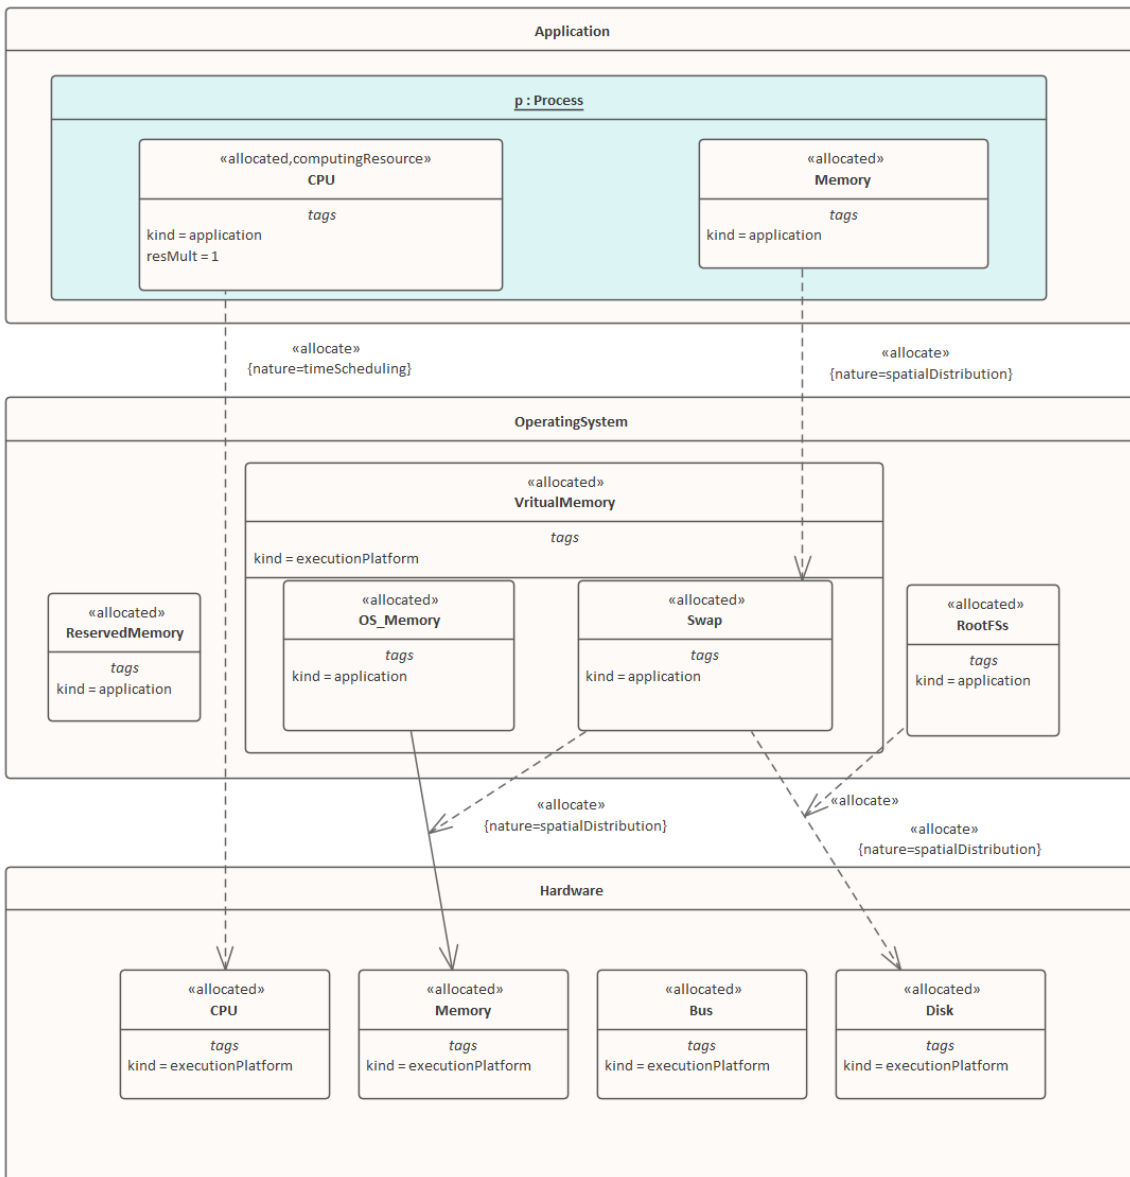 Application
p : Process
«allocated,computingResource»
CPU
tags
kind = application
resMult = 1
«allocated»
Memory
tags
kind = application
«allocate»
{nature=timeScheduling}
«allocate»
{nature=spatialDistribution}
OperatingSystem
«allocated»
VritualMemory
tags
kind = executionPlatform
«allocated»
ReservedMemory
tags
kind = application
«allocated»
OS_Memory
tags
kind = application
«allocated»
Swap
tags
kind = application
«allocated»
RootFSs
tags
kind = application
«allocate»
{nature=spatialDistribution}
«allocate»
«allocate»
{nature=spatialDistribution}
Hardware
«allocated»
CPU
tags
kind = executionPlatform
«allocated»
Memory
tags
kind = executionPlatform
«allocated»
Bus
tags
kind = executionPlatform
«allocated»
Disk
tags
kind = executionPlatform